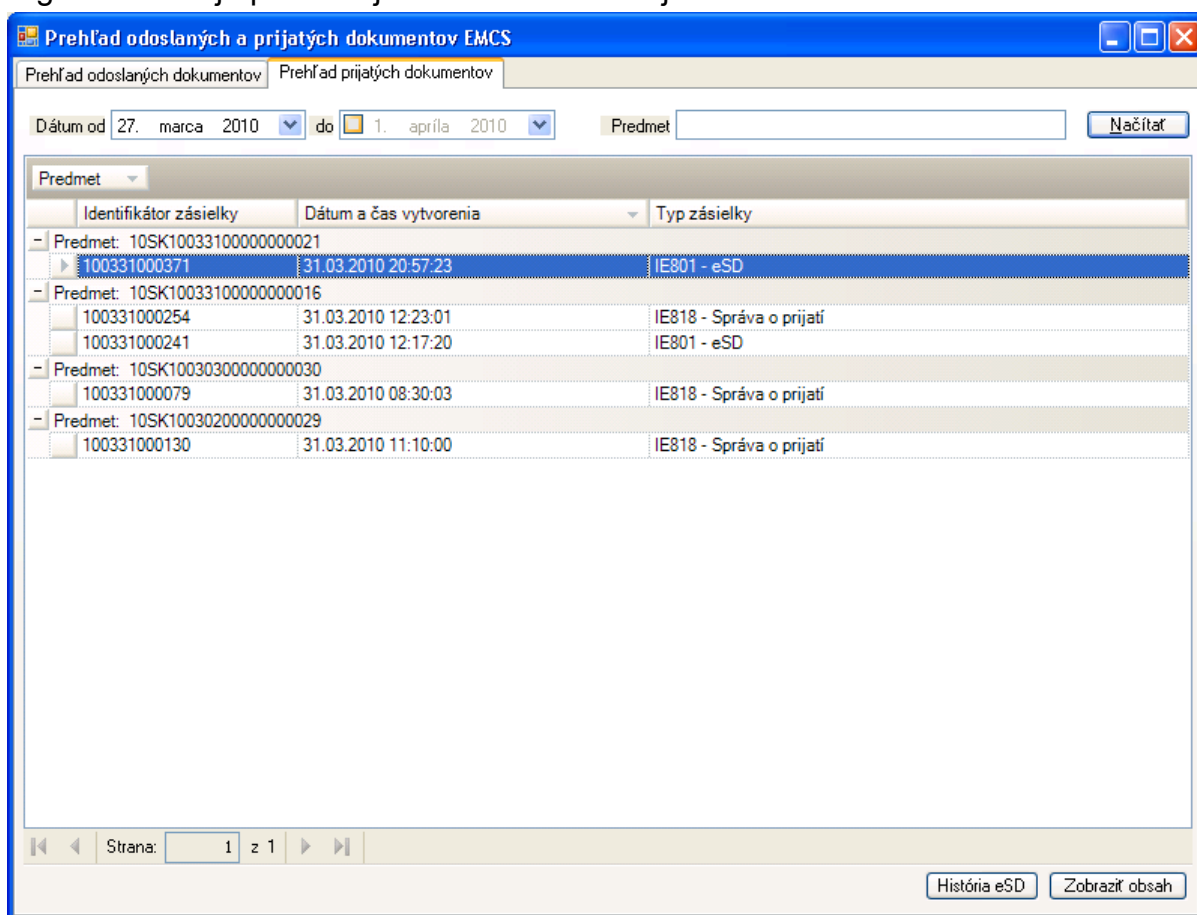 Prehľad odoslaných a prijatých dokumentov EMCS
Prehľad odoslaných dokumentov Prehľad prijatých dokumentov
Dátum od 27. marca 2010 do 1. apríla 2010 Predmet Načítať
Predmet
Identifikátor zásielky Dátum a čas vytvorenia Typ zásielky
Predmet: 10SK10033100000000021
100331000371 31.03.2010 20:57:23 IE801 - eSD
Predmet: 10SK10033100000000016
100331000254 31.03.2010 12:23:01 IE818 - Správa o prijatí
100331000241 31.03.2010 12:17:20 IE801 - eSD
Predmet: 10SK10030300000000030
100331000079 31.03.2010 08:30:03 IE818 - Správa o prijatí
Predmet: 10SK10030200000000029
100331000130 31.03.2010 11:10:00 IE818 - Správa o prijatí
Strana: 1 z 1
História eSD Zobraziť obsah